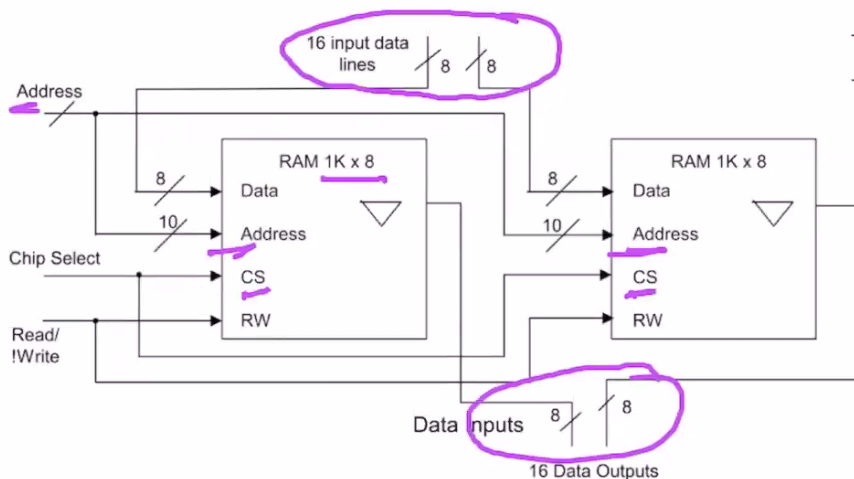 16 input data
lines
8
8
Address
RAM 1K x 8
RAM 1K x 8
8
Data
8
Data
10
Address
10
Address
Chip Select
CS
CS
Read/
!Write
RW
RW
Data Inputs
8
8
16 Data Outputs